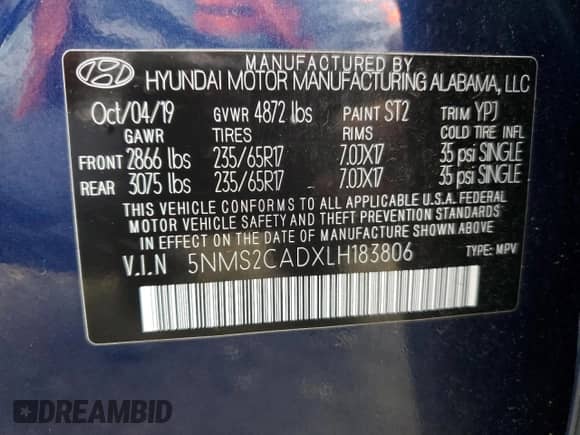 MANUFACTURED BY
HYUNDAI MOTOR MANUFACTURING ALABAMA, LLC
Oct/04/19 GVWR 4872 lbs PAINT ST2 TRIM YPJ
GAWR TIRES RIMS COLD TIRE INFL
FRONT 2866 lbs 235/65R17 7.0JX17 35 psi SINGLE
REAR 3075 lbs 235/65R17 7.0JX17 35 psi SINGLE
THIS VEHICLE CONFORMS TO ALL APPLICABLE U.S.A. FEDERAL
MOTOR VEHICLE SAFETY AND THEFT PREVENTION STANDARDS
IN EFFECT ON THE DATE OF MANUFACTURE SHOWN ABOVE.
V.I.N 5NMS2CADXLH183806 TYPE: MPV
DREAMBID